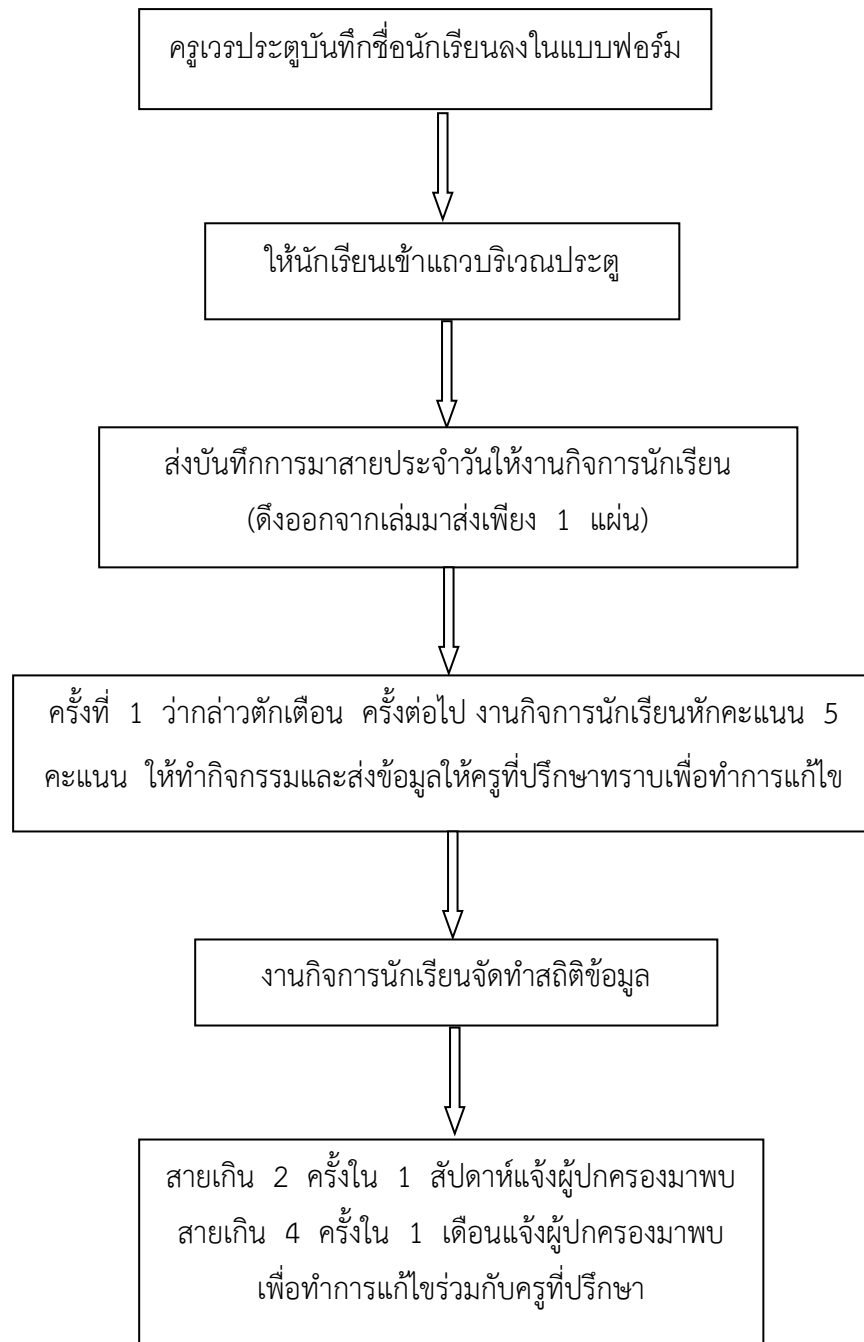 ครูเวรประตูบันทึกชื่อนักเรียนลงในแบบฟอร์ม
ให้นักเรียนเข้าแถวบริเวณประตู
ส่งบันทึกการมาสายประจำวันให้งานกิจการนักเรียน
(ดึงออกจากเล่มมาส่งเพียง 1 แผ่น)
ครั้งที่ 1 ว่ากล่าวตักเตือน ครั้งต่อไป งานกิจการนักเรียนหักคะแนน 5
คะแนน ให้ทำกิจกรรมและส่งข้อมูลให้ครูที่ปรึกษาทราบเพื่อทำการแก้ไข
งานกิจการนักเรียนจัดทำสถิติข้อมูล
สายเกิน 2 ครั้งใน 1 สัปดาห์แจ้งผู้ปกครองมาพบ
สายเกิน 4 ครั้งใน 1 เดือนแจ้งผู้ปกครองมาพบ
เพื่อทำการแก้ไขร่วมกับครูที่ปรึกษา